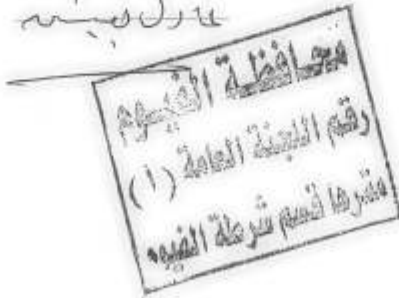 محافظة الفيوم
رقم اللجنة العامة (١)
مقرها قسم شرطة الفيوم